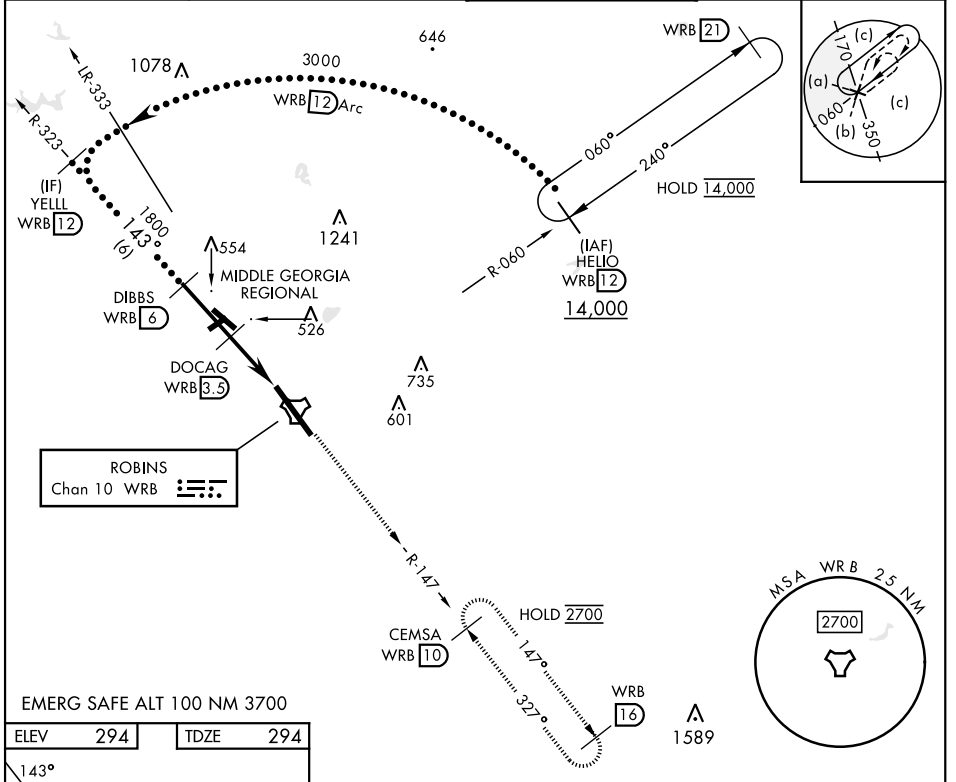 646
WRB 21
1078
3000
WRB 12 Arc
LR-333
R-323
(IF)
YELLL
WRB 12
1800
143°
(6)
060°
240°
HOLD 14,000
R-060
(IAF)
HELIO
WRB 12
14,000
1241
554
MIDDLE GEORGIA
REGIONAL
526
DIBBS
WRB 6
DOCAG
WRB 3.5
735
601
ROBINS
Chan 10 WRB
R-147
CEMSA
WRB 10
HOLD 2700
147°
327°
WRB
16
1589
170
(c)
(a)
060
(b)
(c)
350
MSA WRB 25 NM
2700
EMERG SAFE ALT 100 NM 3700
ELEV 294
TDZE 294
143°